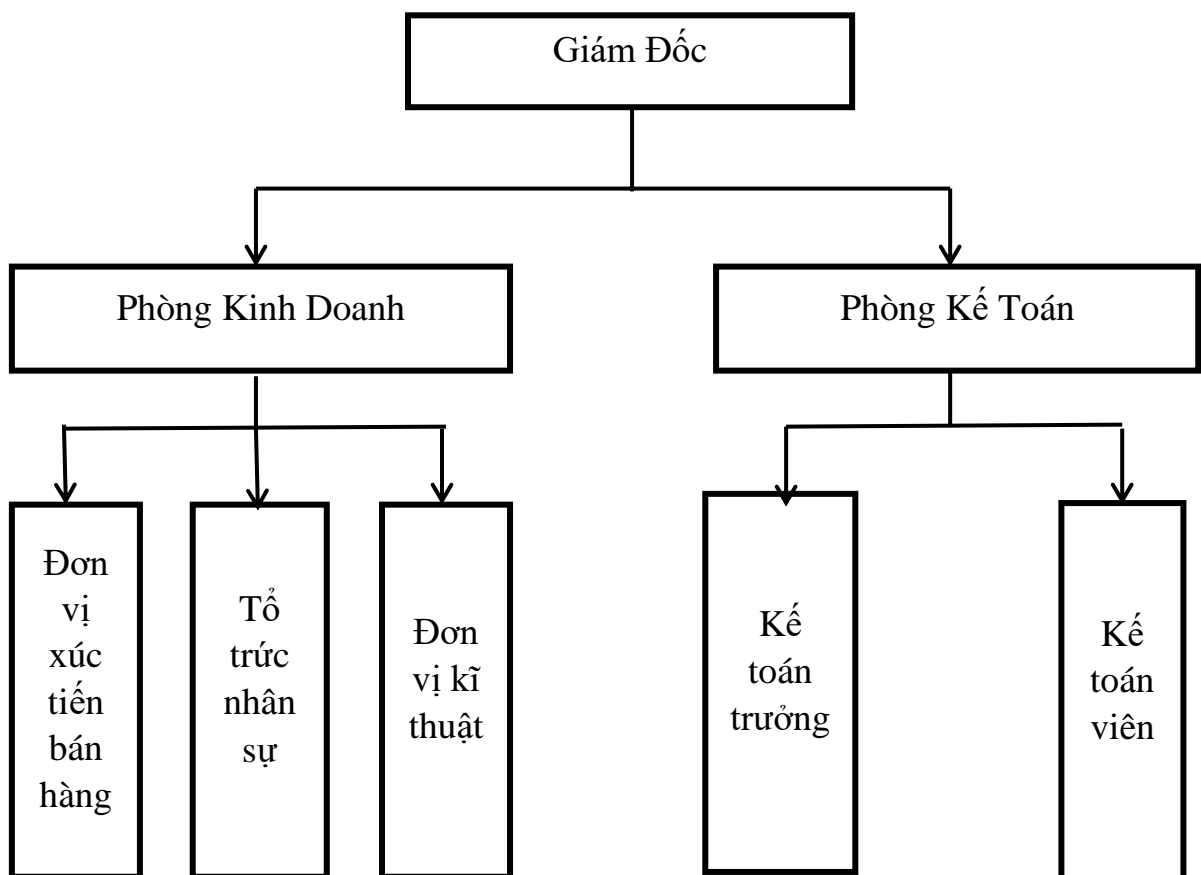 Giám Đốc
Phòng Kinh Doanh
Phòng Kế Toán
Đơn
vị
xúc
tiến
bán
hàng
Tổ
trức
nhân
sự
Đơn
vị kĩ
thuật
Kế
toán
trưởng
Kế
toán
viên